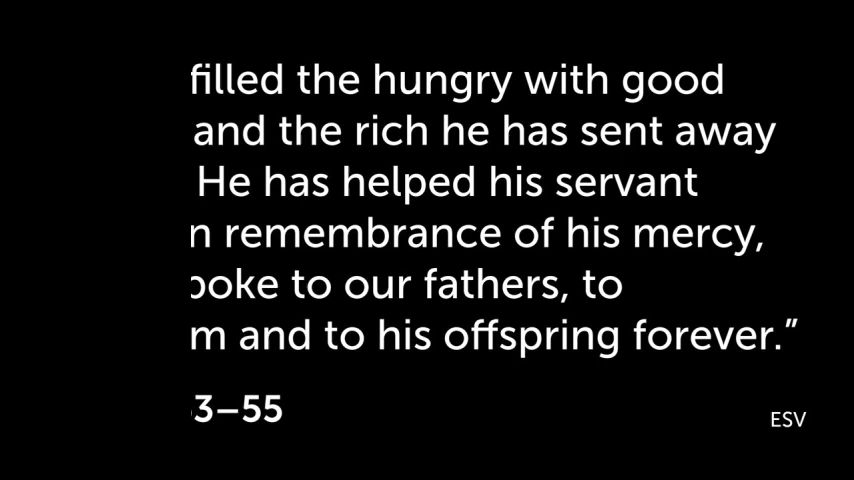 filled the hungry with good
and the rich he has sent away
He has helped his servant
n remembrance of his mercy,
poke to our fathers, to
m and to his offspring forever.”
3–55
ESV